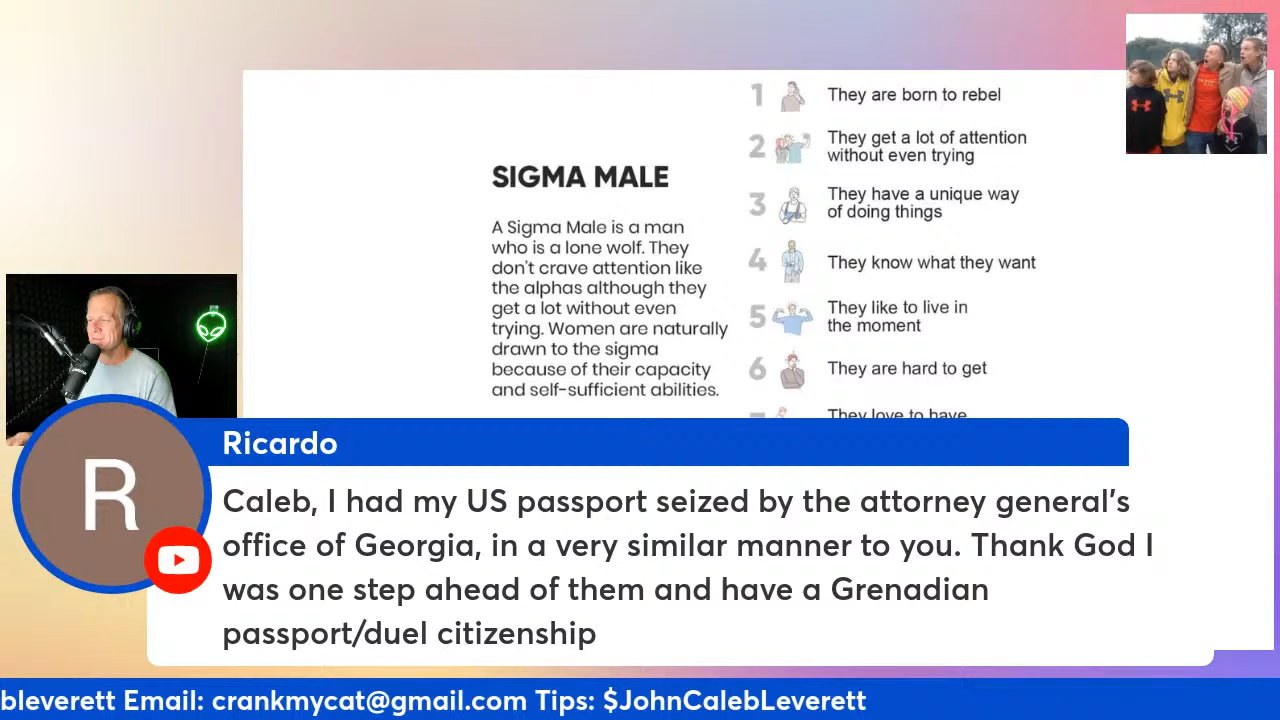 SIGMA MALE
A Sigma Male is a man
who is a lone wolf. They
don't crave attention like
the alphas although they
get a lot without even
trying. Women are naturally
drawn to the sigma
because of their capacity
and self-sufficient abilities.
1 They are born to rebel
2 They get a lot of attention
without even trying
3 They have a unique way
of doing things
4 They know what they want
5 They like to live in
the moment
6 They are hard to get
They love to have
R
Ricardo
Caleb, I had my US passport seized by the attorney general's
office of Georgia, in a very similar manner to you. Thank God I
was one step ahead of them and have a Grenadian
passport/duel citizenship
bleverett Email: crankmycat@gmail.com Tips: $JohnCalebLeverett